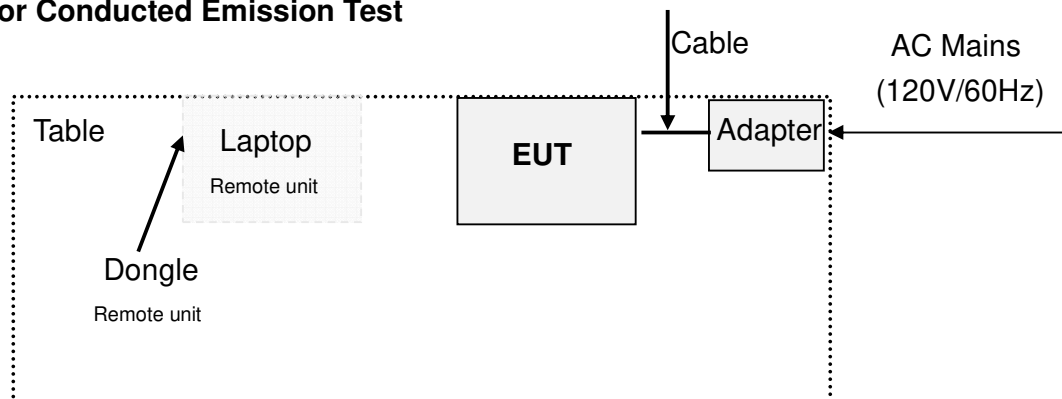 or Conducted Emission Test
Cable
AC Mains
(120V/60Hz)
Table
Laptop
Remote unit
EUT
Adapter
Dongle
Remote unit